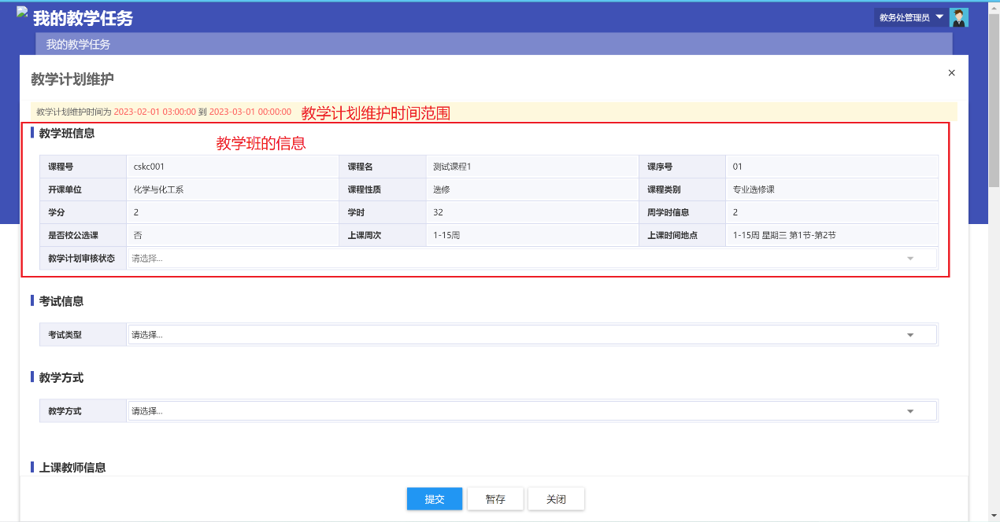 我的教学任务
教务处管理员
我的教学任务
教学计划维护
教学计划维护时间为 2023-02-01 03:00:00 到 2023-03-01 00:00:00 教学计划维护时间范围
教学班信息
教学班的信息
课程号 cskc001 课程名 测试课程1 课序号 01
开课单位 化学与化工系 课程性质 选修 课程类别 专业选修课
学分 2 学时 32 周学时信息 2
是否校公选课 否 上课周次 1-15周 上课时间地点 1-15周 星期三 第1节-第2节
教学计划审核状态 请选择...
考试信息
考试类型 请选择...
教学方式
教学方式 请选择...
上课教师信息
提交 暂存 关闭